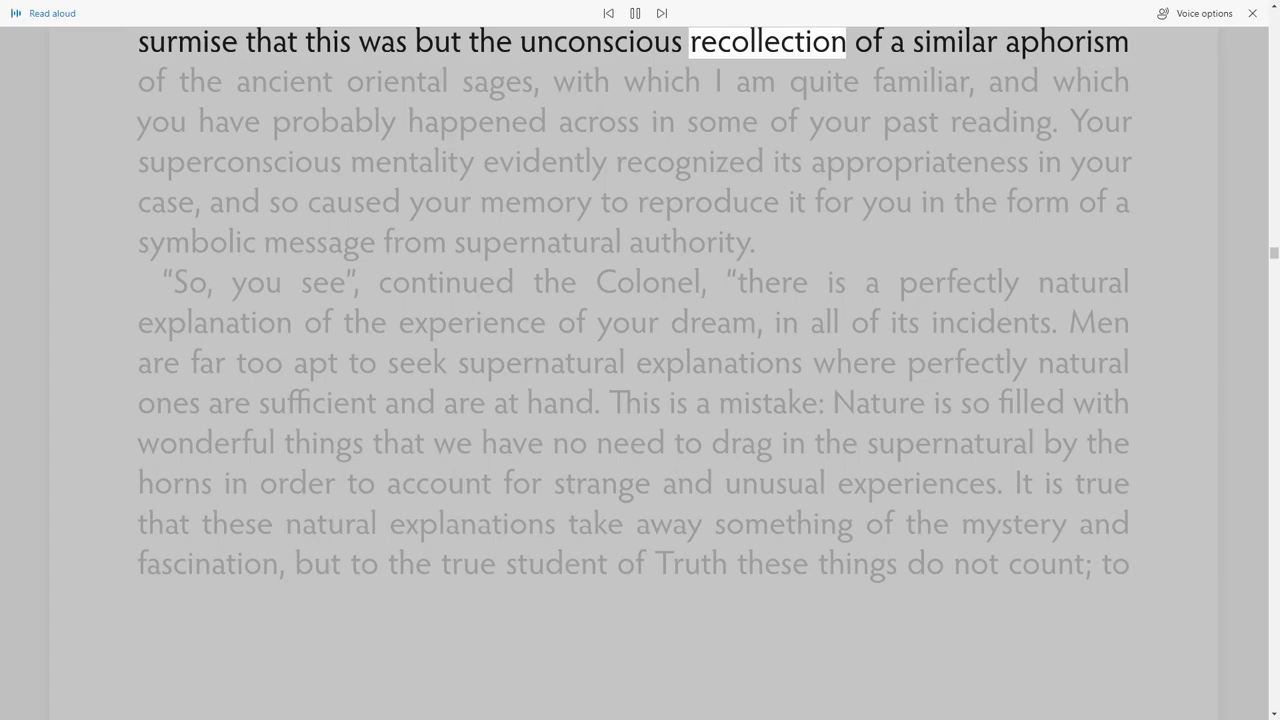 Read aloud
Voice options
surmise that this was but the unconscious recollection of a similar aphorism
of the ancient oriental sages, with which I am quite familiar, and which
you have probably happened across in some of your past reading. Your
superconscious mentality evidently recognized its appropriateness in your
case, and so caused your memory to reproduce it for you in the form of a
symbolic message from supernatural authority.
“So, you see”, continued the Colonel, “there is a perfectly natural
explanation of the experience of your dream, in all of its incidents. Men
are far too apt to seek supernatural explanations where perfectly natural
ones are sufficient and are at hand. This is a mistake: Nature is so filled with
wonderful things that we have no need to drag in the supernatural by the
horns in order to account for strange and unusual experiences. It is true
that these natural explanations take away something of the mystery and
fascination, but to the true student of Truth these things do not count; to